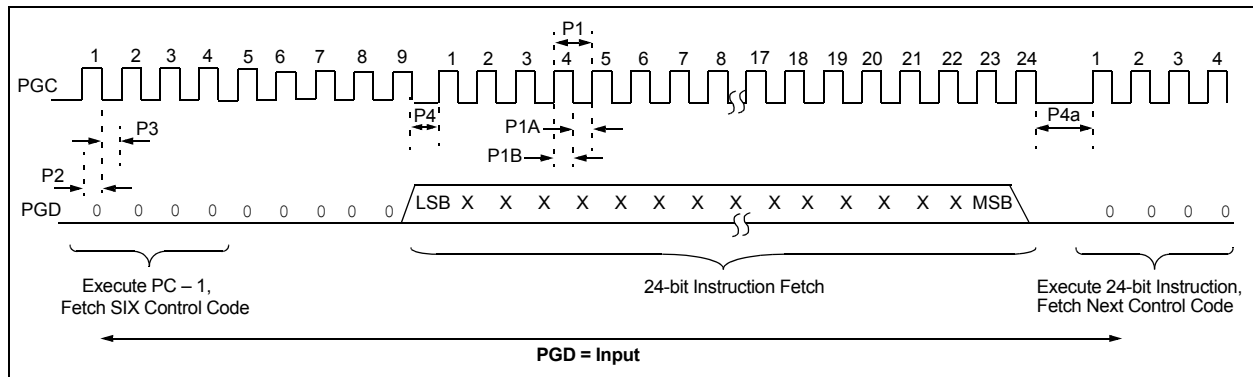 P1
1 2 3 4 5 6 7 8 9 1 2 3 4 5 6 7 8 17 18 19 20 21 22 23 24 1 2 3 4
PGC
P4
P4a
P3
P1A
P1B
P2
PGD
0 0 0 0 0 0 0 0 0 LSB X X X X X X X X X X X X X X MSB 0 0 0 0
Execute PC – 1,
Fetch SIX Control Code
24-bit Instruction Fetch
Execute 24-bit Instruction,
Fetch Next Control Code
PGD = Input